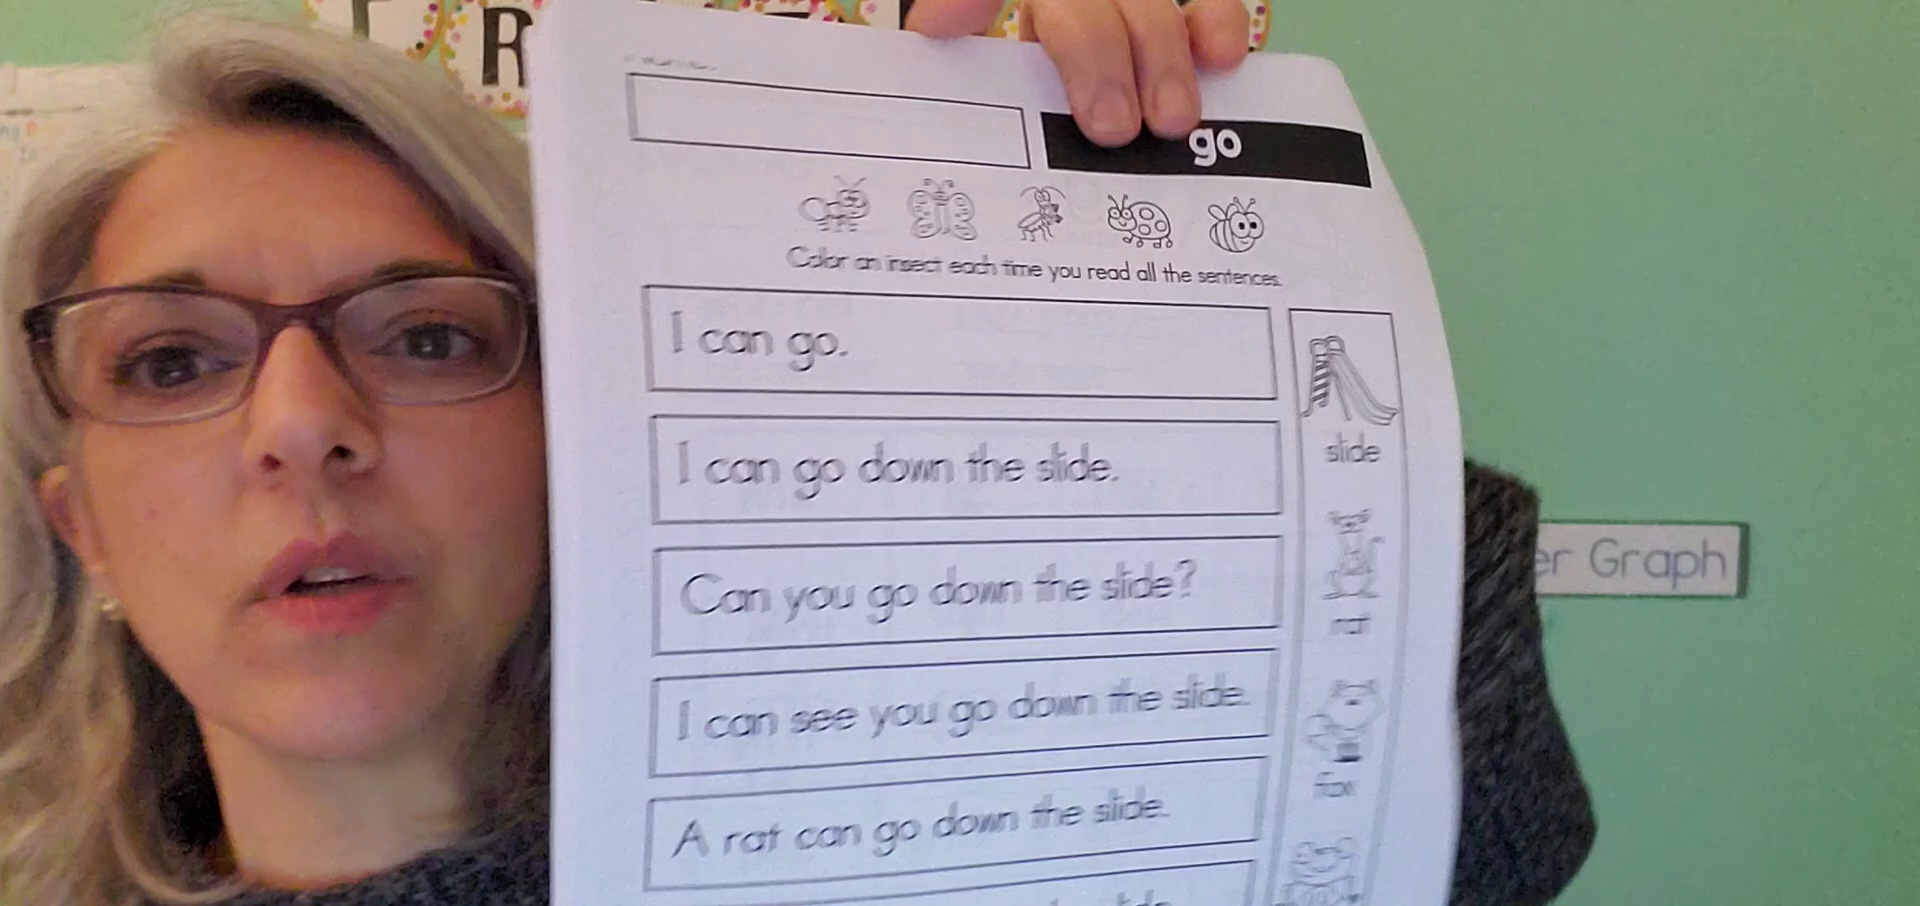 R
go
Color an insect each time you read all the sentences.
I can go.
slide
I can go down the slide.
Can you go down the slide?
rat
I can see you go down the slide.
fox
A rat can go down the slide.
er Graph